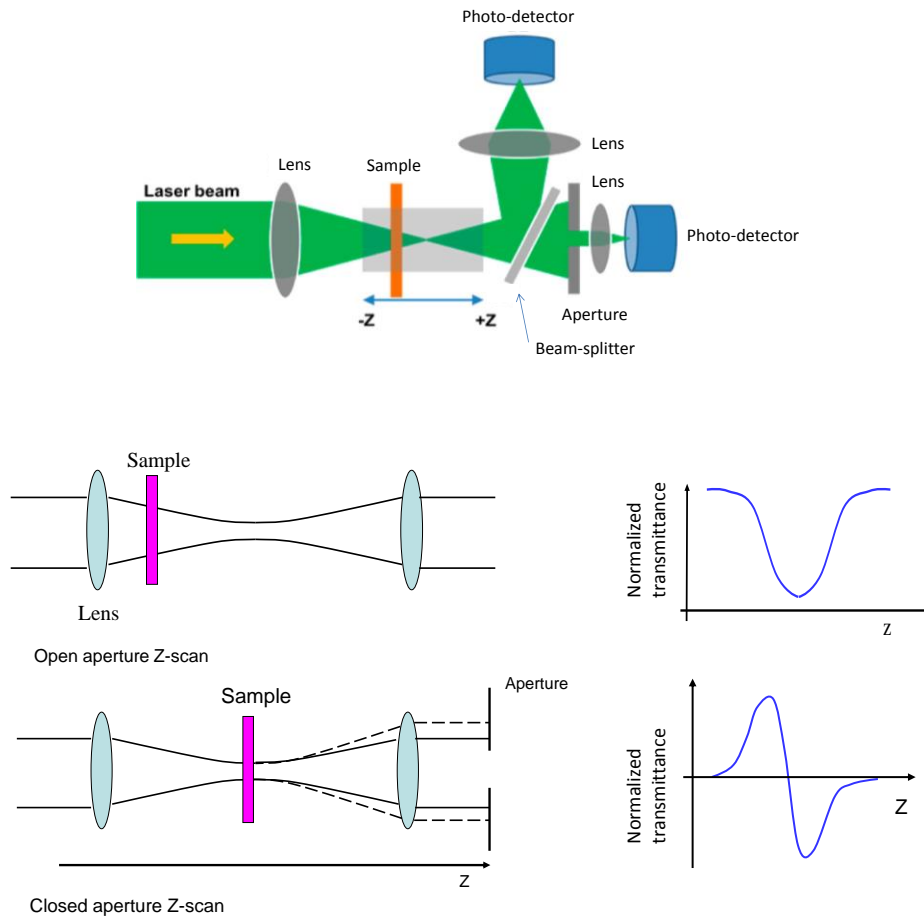 Photo-detector
Lens
Sample
Lens
Lens
Laser beam
Photo-detector
-Z
+Z
Aperture
Beam-splitter
Sample
Normalized
transmittance
Lens
Z
Open aperture Z-scan
Sample
Aperture
Normalized
transmittance
Z
Z
Closed aperture Z-scan